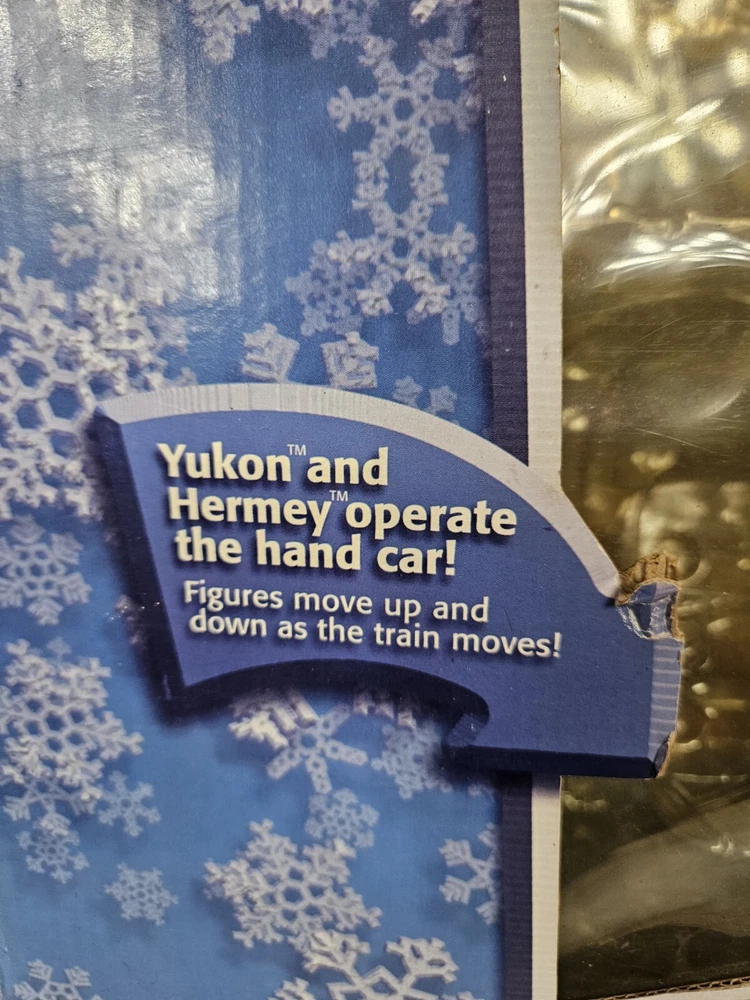 Yukon™ and
Hermey™ operate
the hand car!
Figures move up and
down as the train moves!